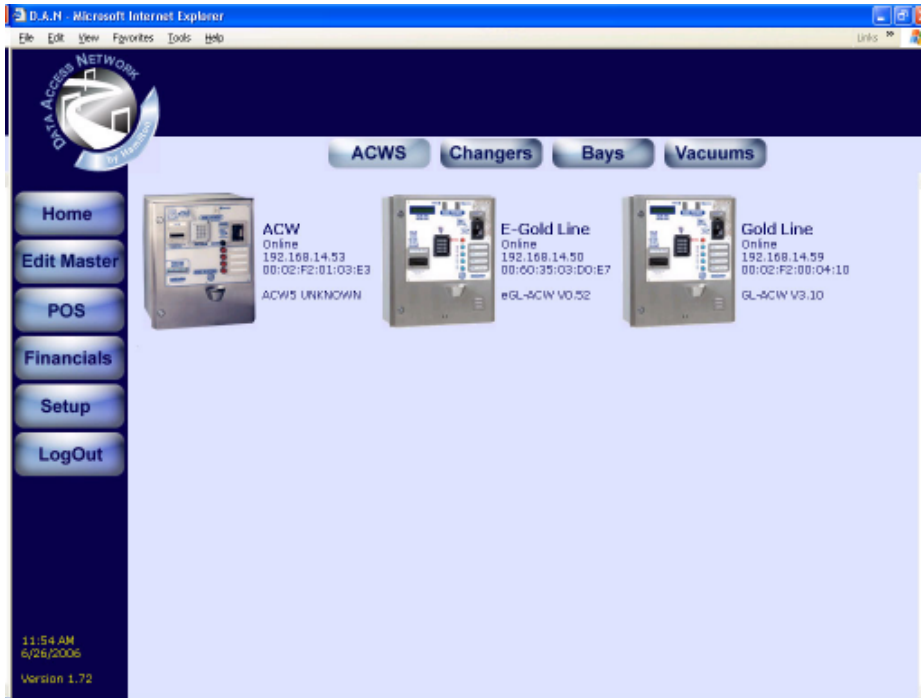 D.A.N - Microsoft Internet Explorer
File Edit View Favorites Tools Help
Links »
DATA ACCESS NETWORK
by Hamilton
ACWS Changers Bays Vacuums
Home
Edit Master
POS
Financials
Setup
LogOut
ACW
Online
192.168.14.53
00:02:F2:01:03:E3
ACW5 UNKNOWN
E-Gold Line
Online
192.168.14.50
00:60:35:03:D0:E7
eGL-ACW V0.52
Gold Line
Online
192.168.14.59
00:02:F2:00:04:10
GL-ACW V3.10
11:54 AM
6/26/2006
Version 1.72